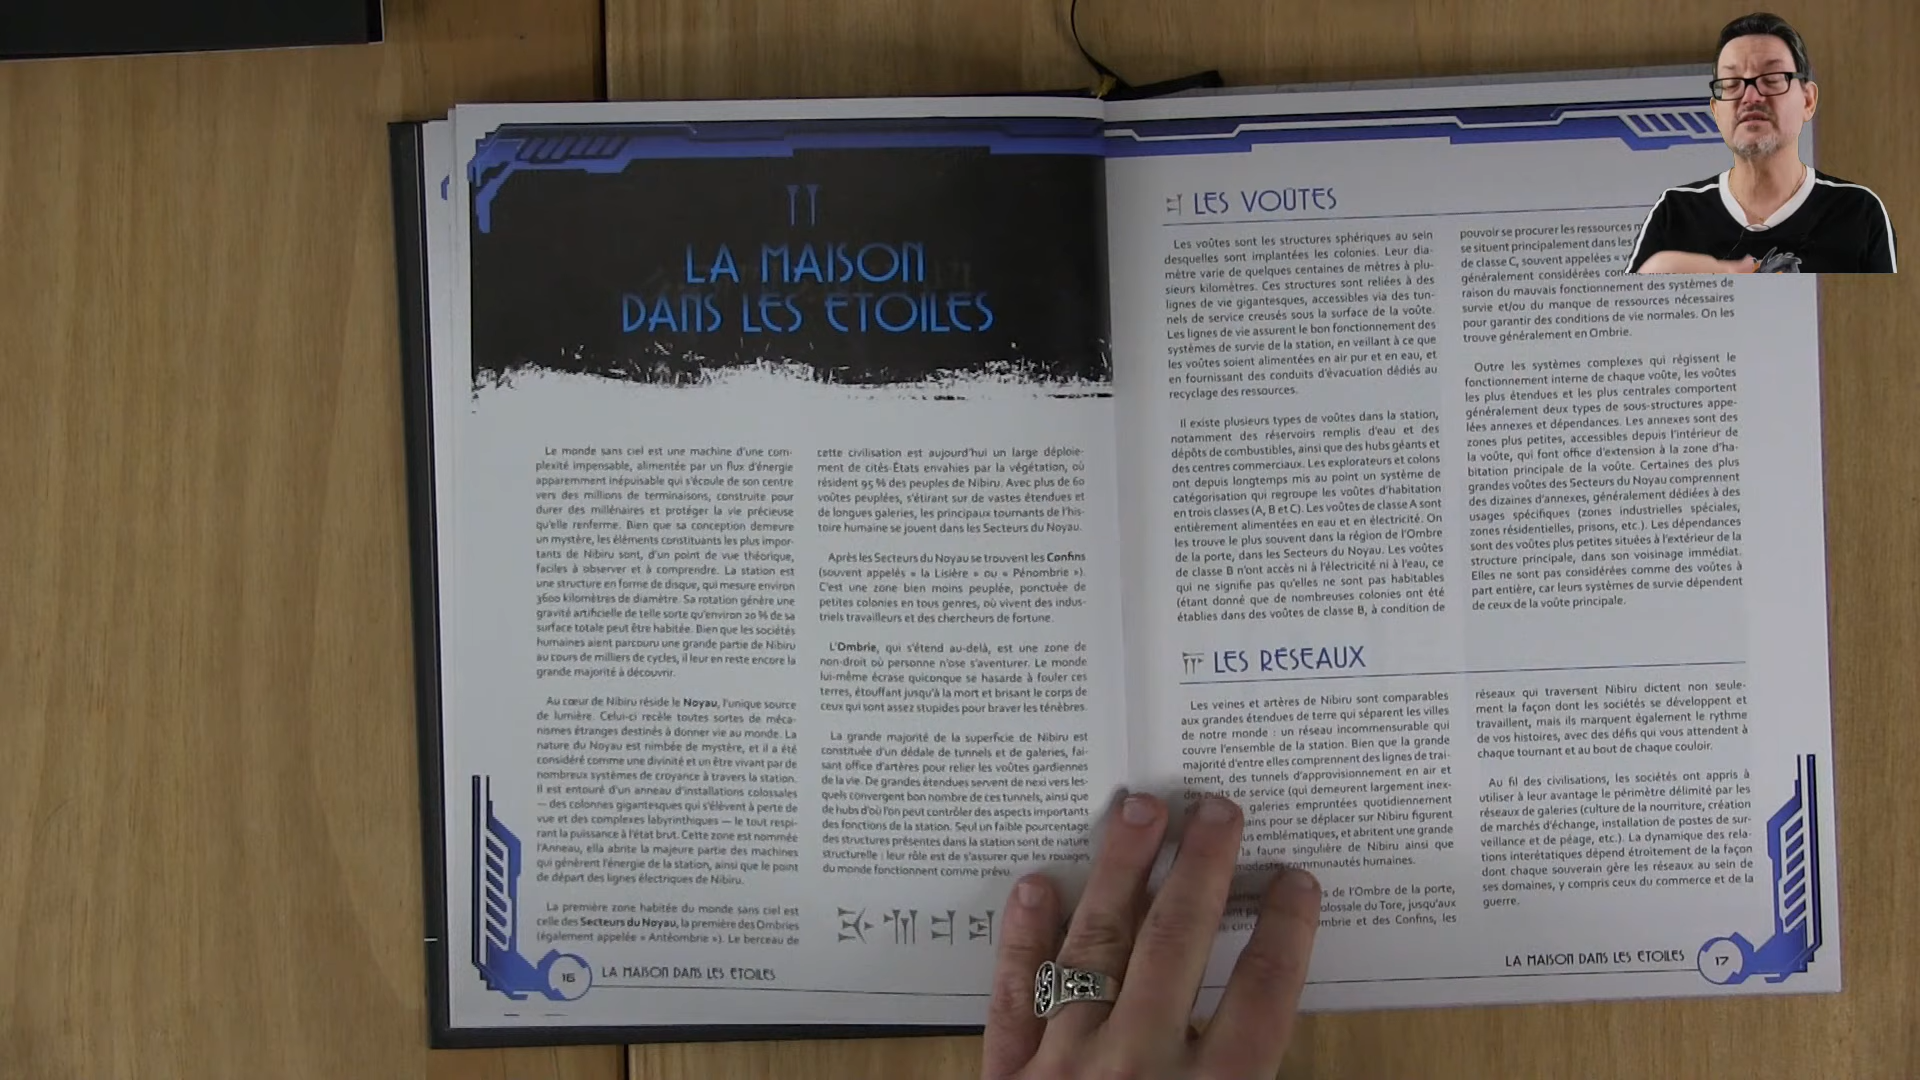 LA MAISON
DANS LES ETOILES
Le monde sans ciel est une machine d'une com-
plexité impensable, alimentée par un flux d'énergie
apparemment inépuisable qui s'écoule de son centre
vers des millions de terminaisons, construite pour
durer des millénaires et protéger la vie précieuse
qu'elle renferme. Bien que sa conception demeure
un mystère, les éléments constituants les plus impor-
tants de Nibiru sont, d'un point de vue théorique,
faciles à observer et à comprendre. La station est
une structure en forme de disque, qui mesure environ
3600 kilomètres de diamètre. Sa rotation génère une
gravité artificielle de telle sorte qu'environ 20 % de sa
surface totale peut être habitée. Bien que les sociétés
humaines aient parcouru une grande partie de Nibiru
au cours de milliers de cycles, il leur en reste encore la
grande majorité à découvrir.
Au cœur de Nibiru réside le Noyau, l'unique source
de lumière. Celui-ci recèle toutes sortes de méca-
nismes étranges destinés à donner vie au monde. La
nature du Noyau est nimbée de mystère, et il a été
considéré comme une divinité et un être vivant par de
nombreux systèmes de croyance à travers la station.
Il est entouré d'un anneau d'installations colossales
— des colonnes gigantesques qui s'élèvent à perte de
vue et des complexes labyrinthiques — le tout respi-
rant la puissance à l'état brut. Cette zone est nommée
l'Anneau, ella abrite la majeure partie des machines
qui génèrent l'énergie de la station, ainsi que le point
de départ des lignes électriques de Nibiru.
La première zone habitée du monde sans ciel est
celle des Secteurs du Noyau, la première des Ombries
(également appelée « Antéombrie »). Le berceau de
cette civilisation est aujourd'hui un large déploie-
ment de cités-États envahies par la végétation, où
résident 95 % des peuples de Nibiru. Avec plus de 60
voûtes peuplées, s'étirant sur de vastes étendues et
de longues galeries, les principaux tournants de l'his-
toire humaine se jouent dans les Secteurs du Noyau.
Après les Secteurs du Noyau se trouvent les Confins
(souvent appelés « la Lisière » ou « Pénombrie »).
C'est une zone bien moins peuplée, ponctuée de
petites colonies en tous genres, où vivent des indus-
triels travailleurs et des chercheurs de fortune.
L'Ombrie, qui s'étend au-delà, est une zone de
non-droit où personne n'ose s'aventurer. Le monde
lui-même écrase quiconque se hasarde à fouler ces
terres, étouffant jusqu'à la mort et brisant le corps de
ceux qui sont assez stupides pour braver les ténèbres.
La grande majorité de la superficie de Nibiru est
constituée d'un dédale de tunnels et de galeries, fai-
sant office d'artères pour relier les voûtes gardiennes
de la vie. De grandes étendues servent de nexi vers les-
quels convergent bon nombre de ces tunnels, ainsi que
de hubs d'où l'on peut contrôler des aspects importants
des fonctions de la station. Seul un faible pourcentage
des structures présentes dans la station sont de nature
structurelle : leur rôle est de s'assurer que les rouages
du monde fonctionnent comme prévu.
16 LA MAISON DANS LES ETOILES
LES VOÛTES
Les voûtes sont les structures sphériques au sein
desquelles sont implantées les colonies. Leur dia-
mètre varie de quelques centaines de mètres à plu-
sieurs kilomètres. Ces structures sont reliées à des
lignes de vie gigantesques, accessibles via des tun-
nels de service creusés sous la surface de la voûte.
Les lignes de vie assurent le bon fonctionnement des
systèmes de survie de la station, en veillant à ce que
les voûtes soient alimentées en air pur et en eau, et
en fournissant des conduits d'évacuation dédiés au
recyclage des ressources.
Il existe plusieurs types de voûtes dans la station,
notamment des réservoirs remplis d'eau et des
dépôts de combustibles, ainsi que des hubs géants et
des centres commerciaux. Les explorateurs et colons
ont depuis longtemps mis au point un système de
catégorisation qui regroupe les voûtes d'habitation
en trois classes (A, B et C). Les voûtes de classe A sont
entièrement alimentées en eau et en électricité. On
les trouve le plus souvent dans la région de l'Ombre
de la porte, dans les Secteurs du Noyau. Les voûtes
de classe B n'ont accès ni à l'électricité ni à l'eau, ce
qui ne signifie pas qu'elles ne sont pas habitables
(étant donné que de nombreuses colonies ont été
établies dans des voûtes de classe B, à condition de
pouvoir se procurer les ressources
se situent principalement dans les
de classe C, souvent appelées «
généralement considérées
raison du mauvais fonctionnement des systèmes de
survie et/ou du manque de ressources nécessaires
pour garantir des conditions de vie normales. On les
trouve généralement en Ombrie.
Outre les systèmes complexes qui régissent le
fonctionnement interne de chaque voûte, les voûtes
les plus étendues et les plus centrales comportent
généralement deux types de sous-structures appe-
lées annexes et dépendances. Les annexes sont des
zones plus petites, accessibles depuis l'intérieur de
la voûte, qui font office d'extension à la zone d'ha-
bitation principale de la voûte. Certaines des plus
grandes voûtes des Secteurs du Noyau comprennent
des dizaines d'annexes, généralement dédiées à des
usages spécifiques (zones industrielles spéciales,
zones résidentielles, prisons, etc.). Les dépendances
sont des voûtes plus petites situées à l'extérieur de la
structure principale, dans son voisinage immédiat.
Elles ne sont pas considérées comme des voûtes à
part entière, car leurs systèmes de survie dépendent
de ceux de la voûte principale.
LES RÉSEAUX
Les veines et artères de Nibiru sont comparables
aux grandes étendues de terre qui séparent les villes
de notre monde : un réseau incommensurable qui
couvre l'ensemble de la station. Bien que la grande
majorité d'entre elles comprennent des lignes de trai-
tement, des tunnels d'approvisionnement en air et
des puits de service (qui demeurent largement inex-
galeries empruntées quotidiennement
pour se déplacer sur Nibiru figurent
emblématiques, et abritent une grande
la faune singulière de Nibiru ainsi que
modestes communautés humaines.
de l'Ombre de la porte,
du Tore, jusqu'aux
et des Confins, les
réseaux qui traversent Nibiru dictent non seule-
ment la façon dont les sociétés se développent et
travaillent, mais ils marquent également le rythme
de vos histoires, avec des défis qui vous attendent à
chaque tournant et au bout de chaque couloir.
Au fil des civilisations, les sociétés ont appris à
utiliser à leur avantage le périmètre délimité par les
réseaux de galeries (culture de la nourriture, création
de marchés d'échange, installation de postes de sur-
veillance et de péage, etc.). La dynamique des rela-
tions interétatiques dépend étroitement de la façon
dont chaque souverain gère les réseaux au sein de
ses domaines, y compris ceux du commerce et de la
guerre.
LA MAISON DANS LES ETOILES 17